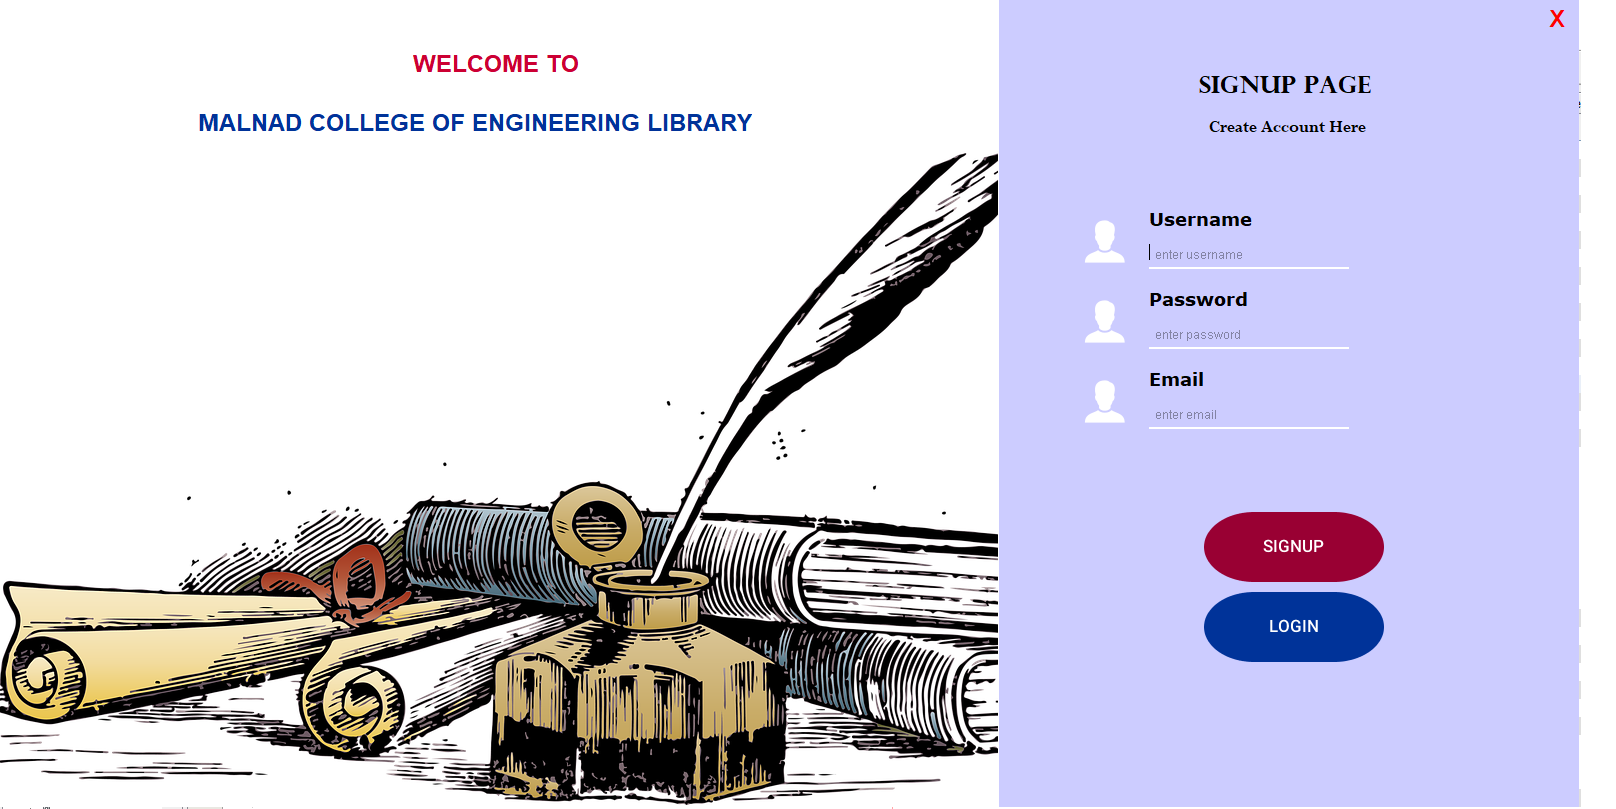 WELCOME TO
MALNAD COLLEGE OF ENGINEERING LIBRARY
X
SIGNUP PAGE
Create Account Here
Username
enter username
Password
enter password
Email
enter email
SIGNUP
LOGIN